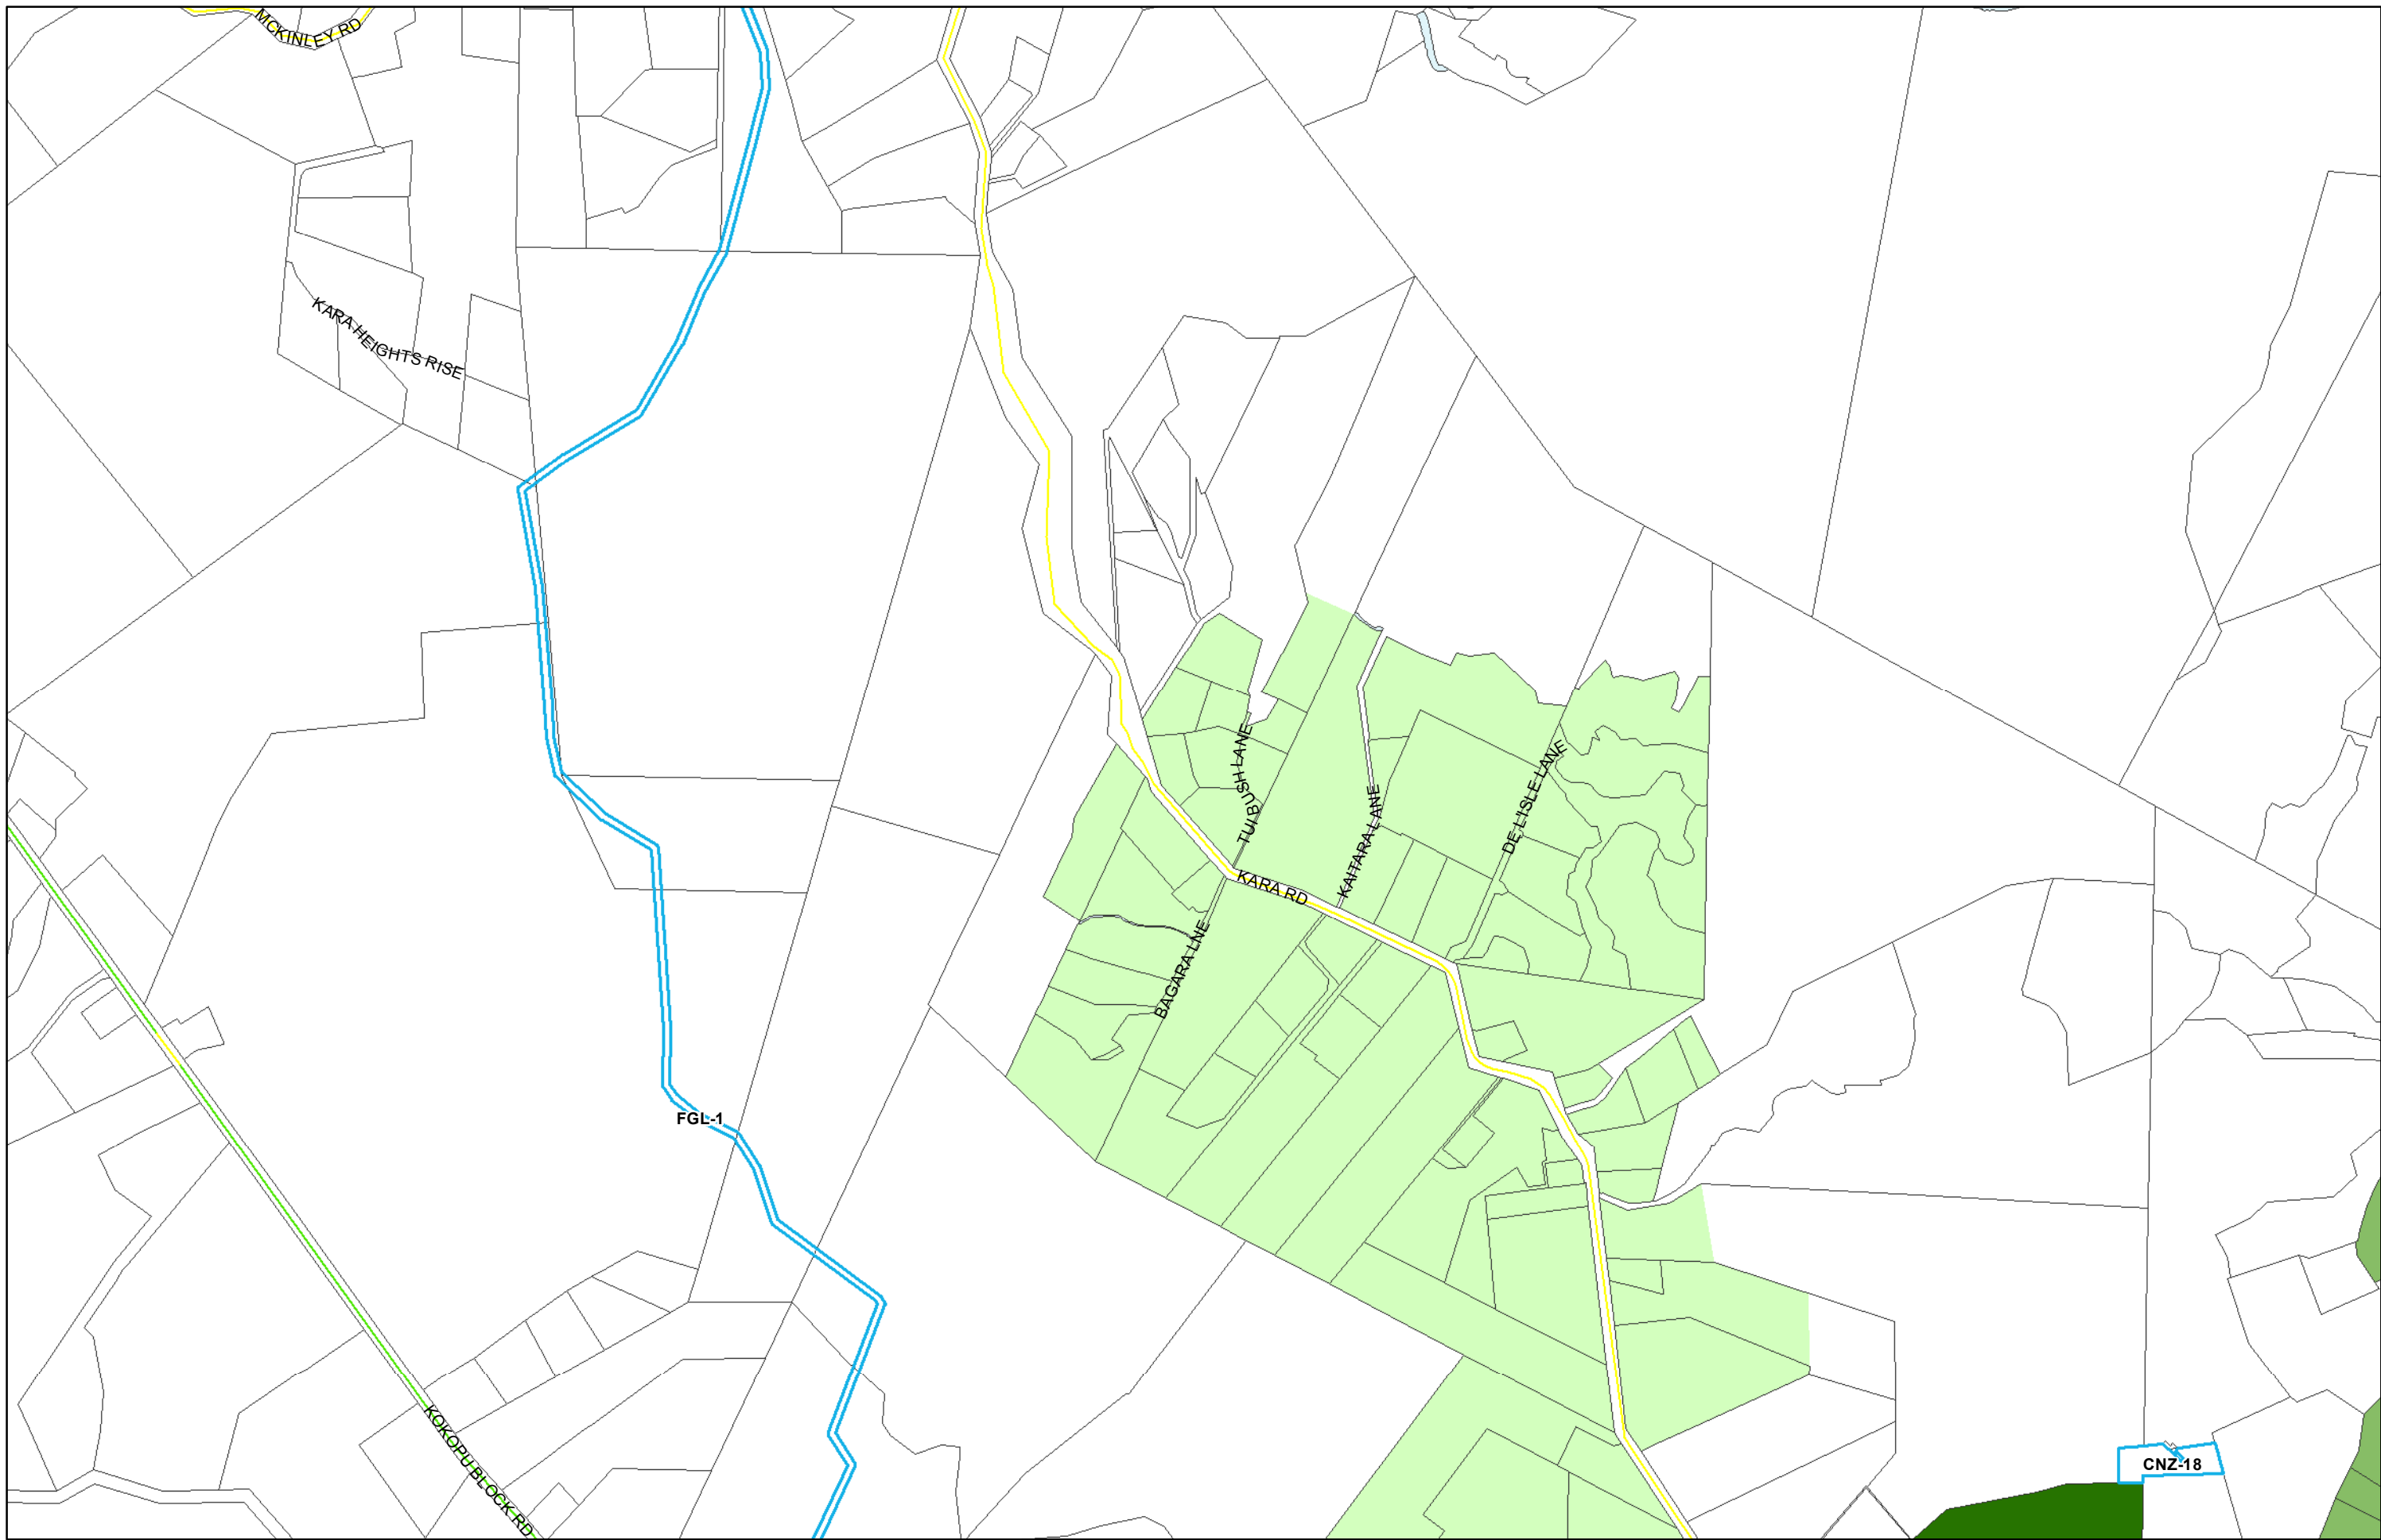 MCKINLEY RD
KARA HEIGHTS RISE
TUI BUSH LANE
KAITARA LANE
DE LISLE LANE
KARA RD
BAGARA LNE
FGL-1
KOKOPU BLOCK RD
CNZ-18